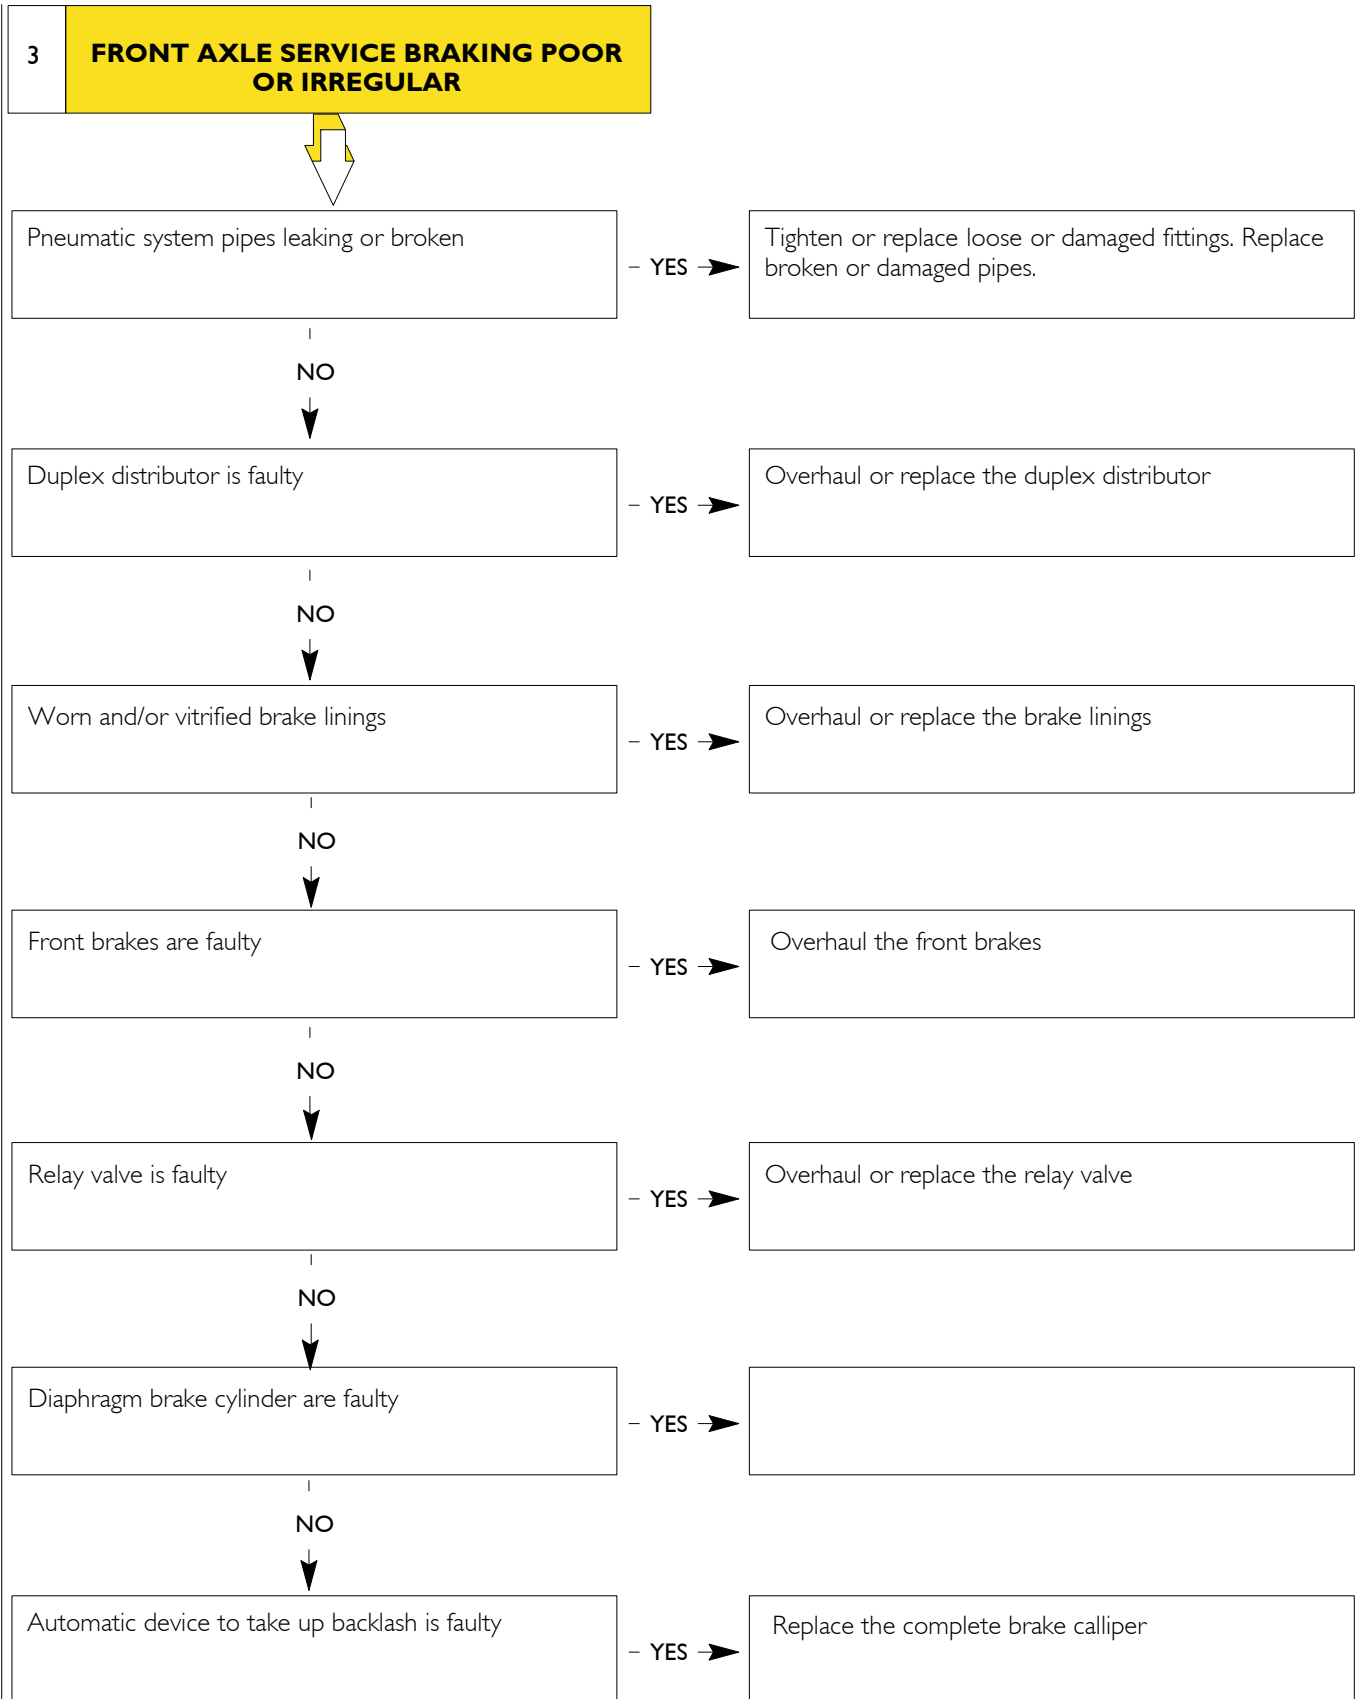 3
FRONT AXLE SERVICE BRAKING POOR
OR IRREGULAR
Pneumatic system pipes leaking or broken
YES
Tighten or replace loose or damaged fittings. Replace
broken or damaged pipes.
NO
Duplex distributor is faulty
YES
Overhaul or replace the duplex distributor
NO
Worn and/or vitrified brake linings
YES
Overhaul or replace the brake linings
NO
Front brakes are faulty
YES
Overhaul the front brakes
NO
Relay valve is faulty
YES
Overhaul or replace the relay valve
NO
Diaphragm brake cylinder are faulty
YES
NO
Automatic device to take up backlash is faulty
YES
Replace the complete brake calliper